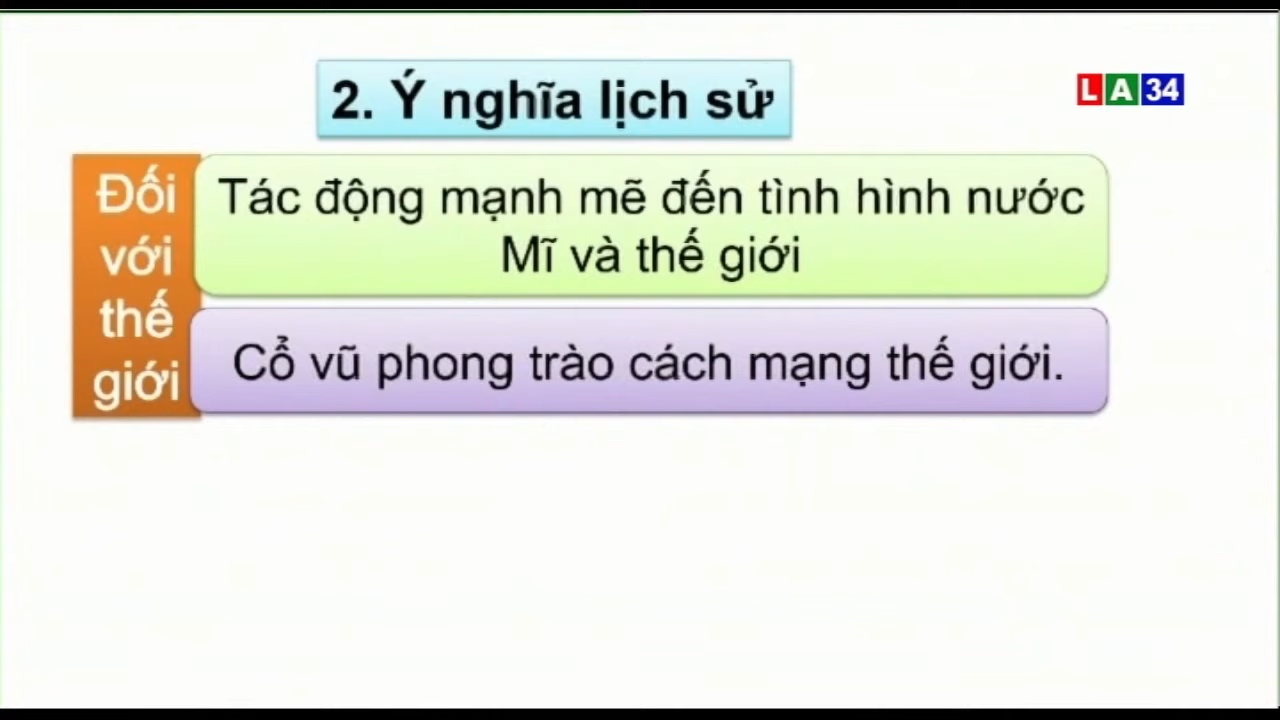 2. Ý nghĩa lịch sử
LA34
Đối
với
thế
giới
Tác động mạnh mẽ đến tình hình nước
Mĩ và thế giới
Cổ vũ phong trào cách mạng thế giới.